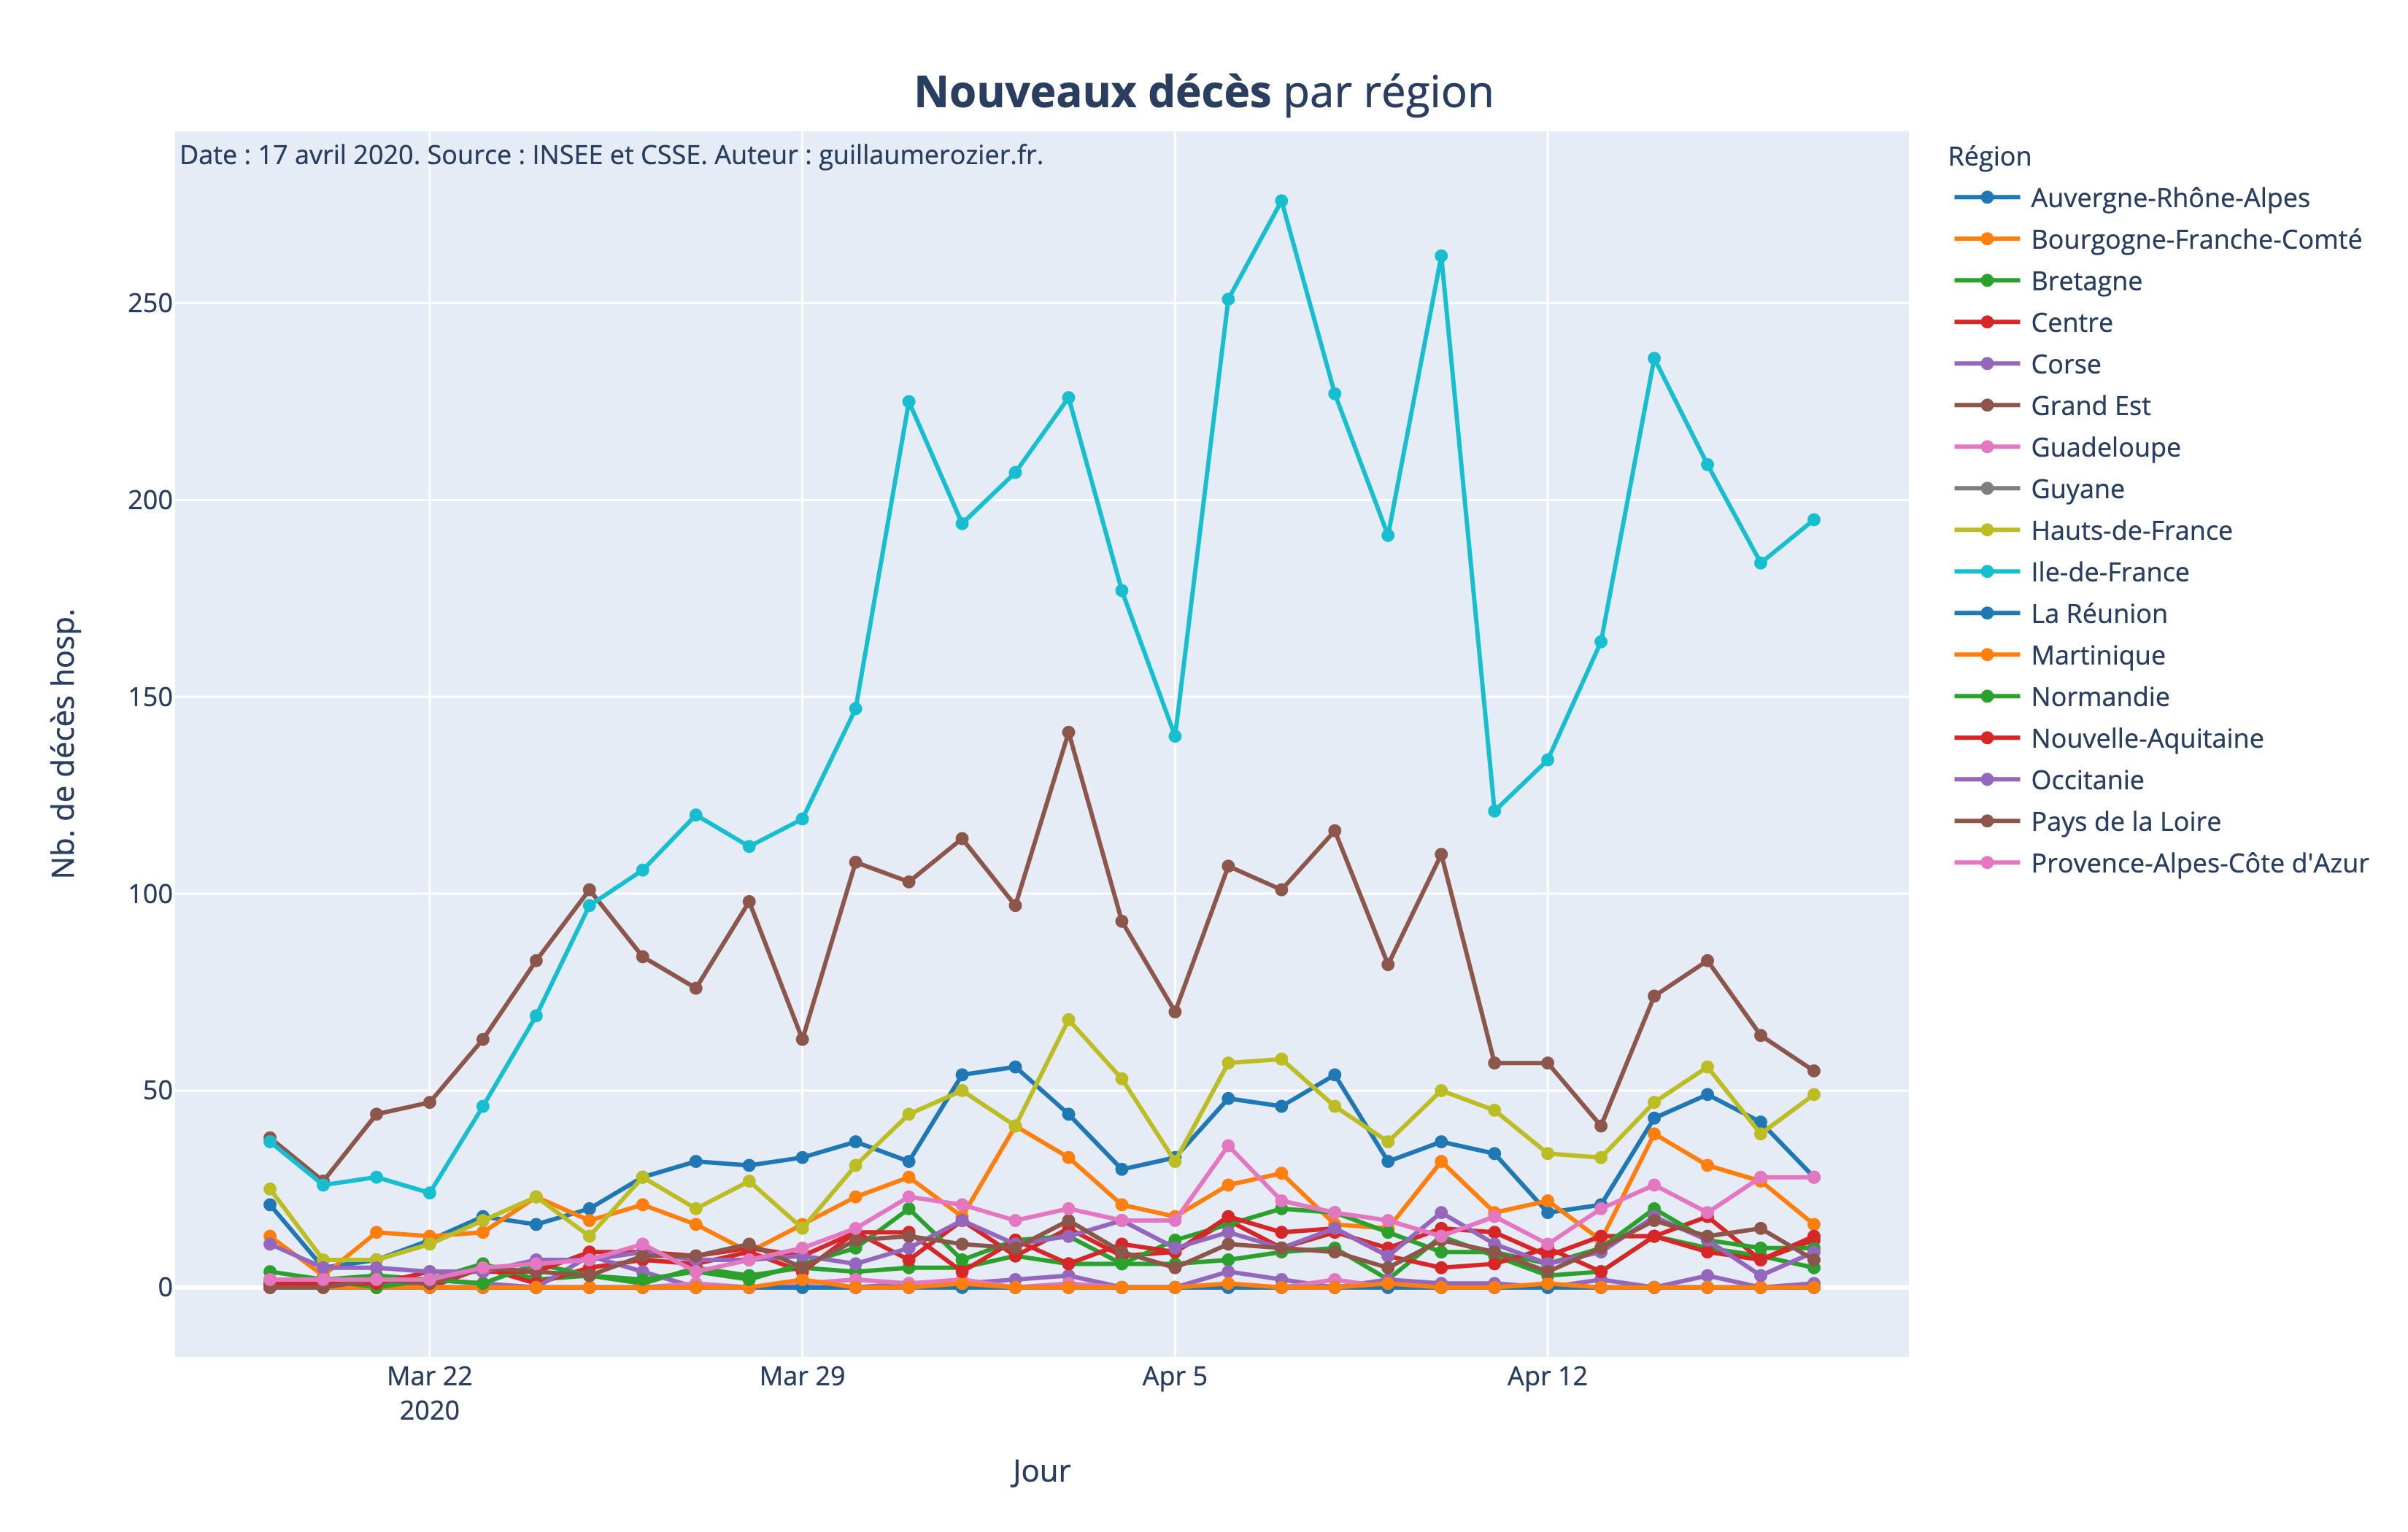 Nouveaux décès par région
Date : 17 avril 2020. Source : INSEE et CSSE. Auteur : guillaumerozier.fr.
Région
Auvergne-Rhône-Alpes
Bourgogne-Franche-Comté
Bretagne
Centre
Corse
Grand Est
Guadeloupe
Guyane
Hauts-de-France
Ile-de-France
La Réunion
Martinique
Normandie
Nouvelle-Aquitaine
Occitanie
Pays de la Loire
Provence-Alpes-Côte d'Azur
Nb. de décès hosp.
250
200
150
100
50
0
Mar 22
2020
Mar 29
Apr 5
Apr 12
Jour